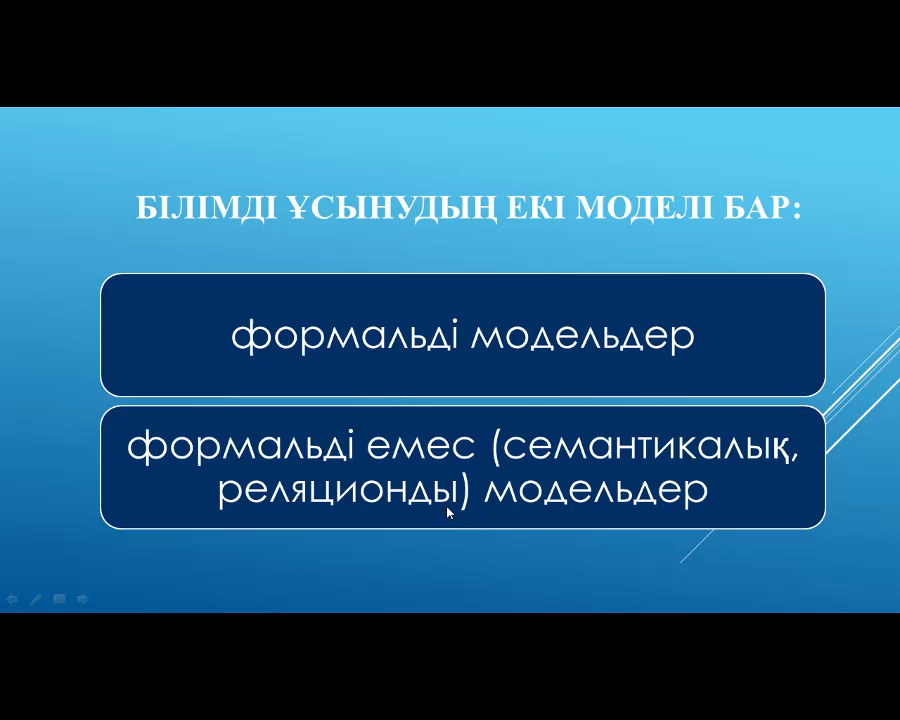 БІЛІМДІ ҰСЫНУДЫҢ ЕКІ МОДЕЛІ БАР:
формальді модельдер
формальді емес (семантикалық,
реляционды) модельдер